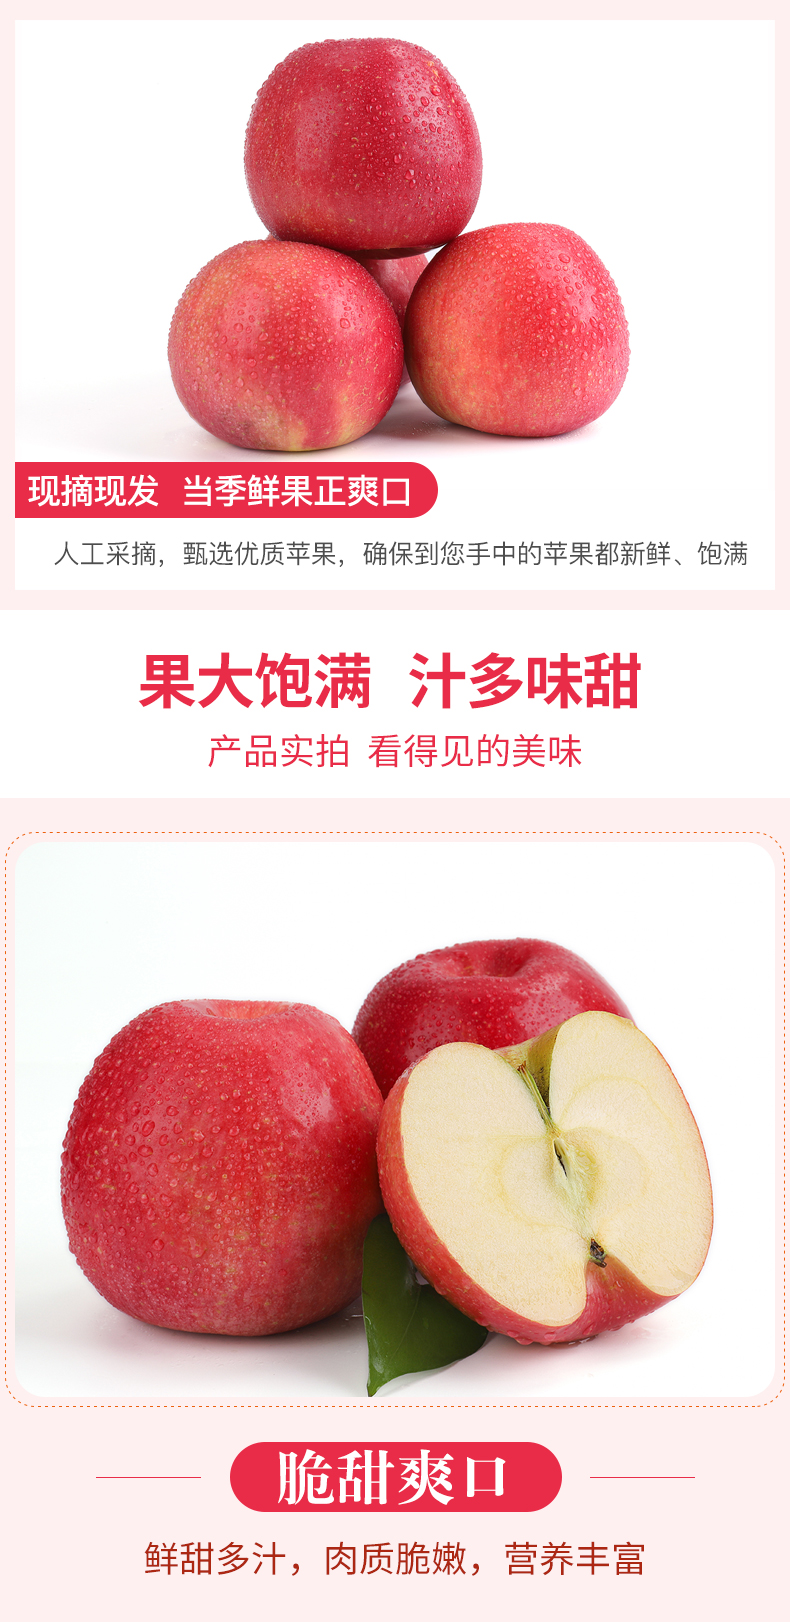 现摘现发 当季鲜果正爽口
人工采摘，甄选优质苹果，确保到您手中的苹果都新鲜、饱满
果大饱满 汁多味甜
产品实拍 看得见的美味
脆甜爽口
鲜甜多汁，肉质脆嫩，营养丰富